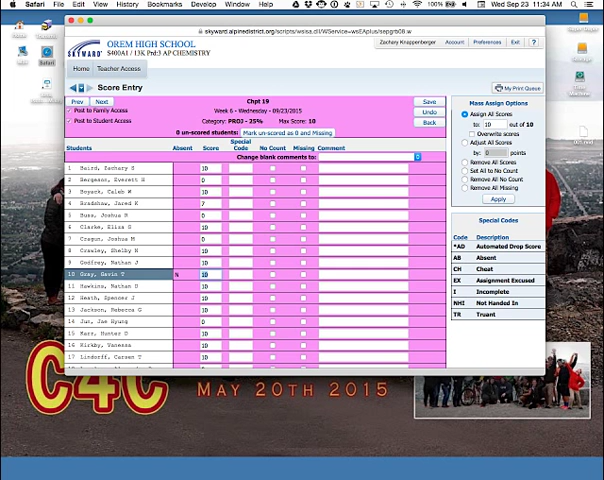 Safari File Edit View History Bookmarks Develop Window Help 100% Wed Sep 23 11:34 AM
skyward.alpinedistrict.org/scripts/wsisa.dll/WService=wsEAplus/sepgrb08.w
SKYWARD
OREM HIGH SCHOOL
S400A1 / 13K Pd:3 AP CHEMISTRY
Zachary Knappenberger Account Preferences Exit ?
Home Teacher Access
Score Entry
My Print Queue
Prev Next
Chpt 19
Save
Post to Family Access
Week 6 - Wednesday - 09/23/2015
Undo
Post to Student Access
Category: PROJ - 25% Max Score: 10
Back
0 un-scored students: Mark un-scored as 0 and Missing
Students Absent Score Special Code No Count Missing Comment
Change blank comments to: 0
1 Baird, Zachary S 10
2 Bergeson, Everett H 0
3 Boyack, Caleb W 10
4 Bradshaw, Jared K 7
5 Buss, Joshua R 0
6 Clarke, Eliza S 10
7 Cragun, Joshua M 0
8 Crawley, Shelby N 10
9 Godfrey, Nathan J 10
10 Gray, Gavin T N 10
11 Hawkins, Nathan D 10
12 Heath, Spencer J 10
13 Jackson, Rebecca G 10
14 Jun, Jae Hyung 0
15 Karr, Hunter D 10
16 Kirkby, Vanessa 10
17 Lindorff, Carsen T 10
Mass Assign Options
Assign All Scores
to: 10 out of 10
Overwrite scores
Adjust All Scores
by: 0 points
Remove All Scores
Set All to No Count
Remove All No Count
Remove All Missing
Apply
Special Codes
Code Description
*AD Automated Drop Score
AB Absent
CH Cheat
EX Assignment Excused
I Incomplete
NHI Not Handed In
TR Truant
C4C
MAY 20TH 2015